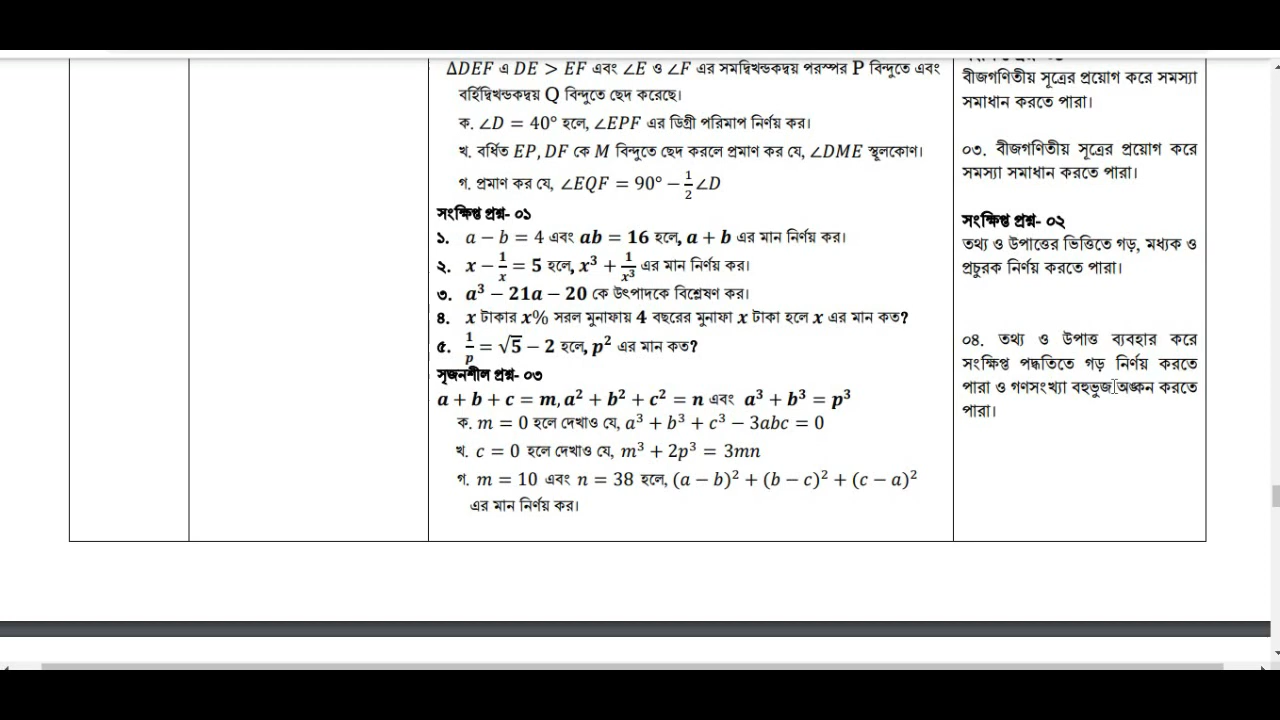 ΔDEF এ DE > EF এবং ∠E ও ∠F এর সমদ্বিখন্ডকদ্বয় পরস্পর P বিন্দুতে এবং
বর্হিদ্বিখন্ডকদ্বয় Q বিন্দুতে ছেদ করেছে।
ক. ∠D = 40° হলে, ∠EPF এর ডিগ্রী পরিমাপ নির্ণয় কর।
খ. বর্ধিত EP, DF কে M বিন্দুতে ছেদ করলে প্রমাণ কর যে, ∠DME স্থূলকোণ।
গ. প্রমাণ কর যে, ∠EQF = 90° − 1/2 ∠D
সংক্ষিপ্ত প্রশ্ন- ০১
১. a − b = 4 এবং ab = 16 হলে, a + b এর মান নির্ণয় কর।
২. x − 1/x = 5 হলে, x³ + 1/x³ এর মান নির্ণয় কর।
৩. a³ − 21a − 20 কে উৎপাদকে বিশ্লেষণ কর।
৪. x টাকার x% সরল মুনাফায় 4 বছরের মুনাফা x টাকা হলে x এর মান কত?
৫. 1/p = √5 − 2 হলে, p² এর মান কত?
সৃজনশীল প্রশ্ন- ০৩
a + b + c = m, a² + b² + c² = n এবং a³ + b³ = p³
ক. m = 0 হলে দেখাও যে, a³ + b³ + c³ − 3abc = 0
খ. c = 0 হলে দেখাও যে, m³ + 2p³ = 3mn
গ. m = 10 এবং n = 38 হলে, (a − b)² + (b − c)² + (c − a)²
এর মান নির্ণয় কর।
বীজগণিতীয় সূত্রের প্রয়োগ করে সমস্যা
সমাধান করতে পারা।
০৩. বীজগণিতীয় সূত্রের প্রয়োগ করে
সমস্যা সমাধান করতে পারা।
সংক্ষিপ্ত প্রশ্ন- ০২
তথ্য ও উপাত্তের ভিত্তিতে গড়, মধ্যক ও
প্রচুরক নির্ণয় করতে পারা।
০৪. তথ্য ও উপাত্ত ব্যবহার করে
সংক্ষিপ্ত পদ্ধতিতে গড় নির্ণয় করতে
পারা ও গণসংখ্যা বহুভুজ অঙ্কন করতে
পারা।